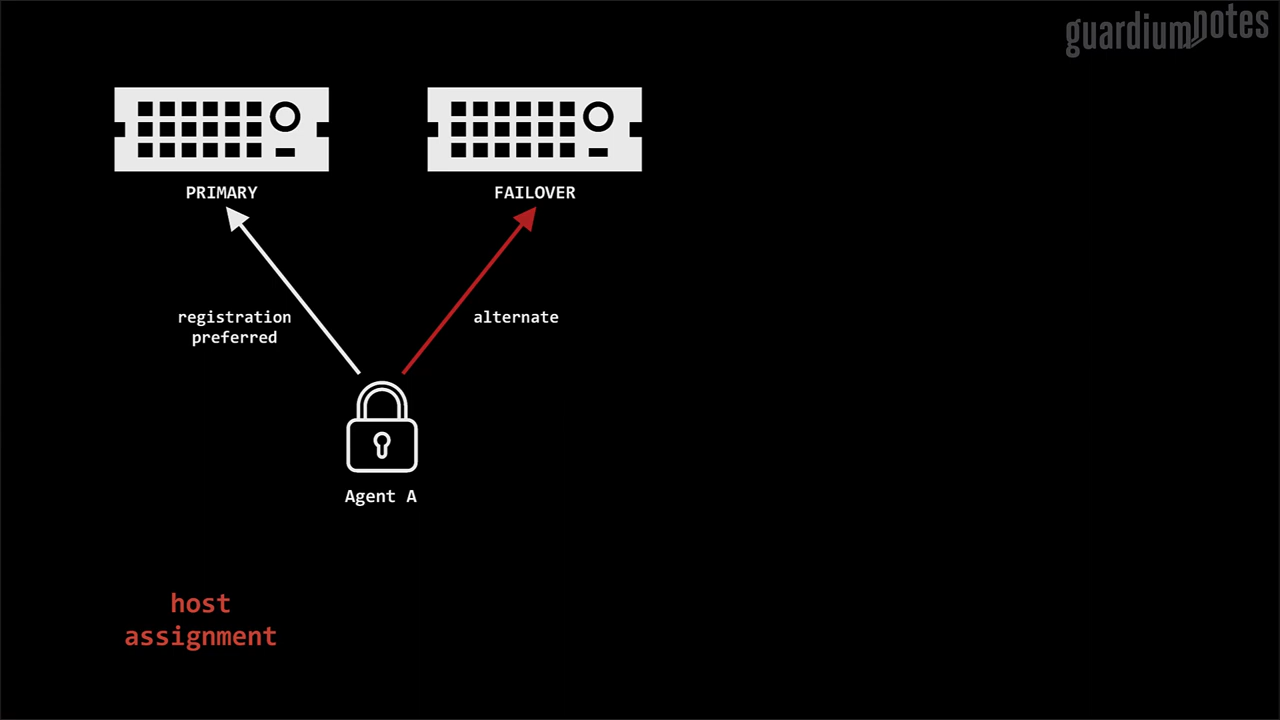 guardiumnotes
PRIMARY
FAILOVER
registration
preferred
alternate
Agent A
host
assignment